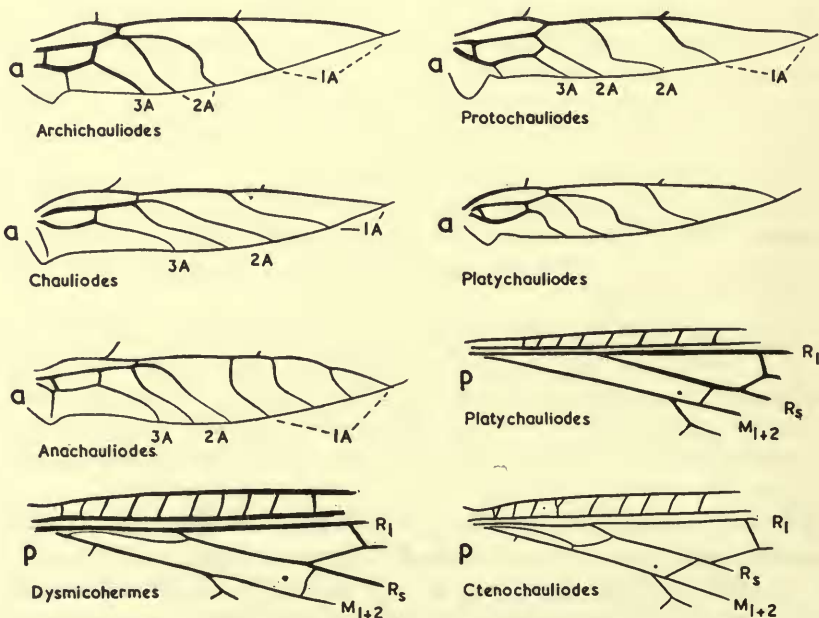 a
3A
2A
1A
Archichauliodes
a
3A
2A
2A
1A
Protochauliodes
a
3A
2A
1A
Chauliodes
a
Platychauliodes
a
3A
2A
1A
Anachauliodes
p
R1
Rs
M1+2
Platychauliodes
p
R1
Rs
M1+2
Dysmicohermes
p
R1
Rs
M1+2
Ctenochauliodes